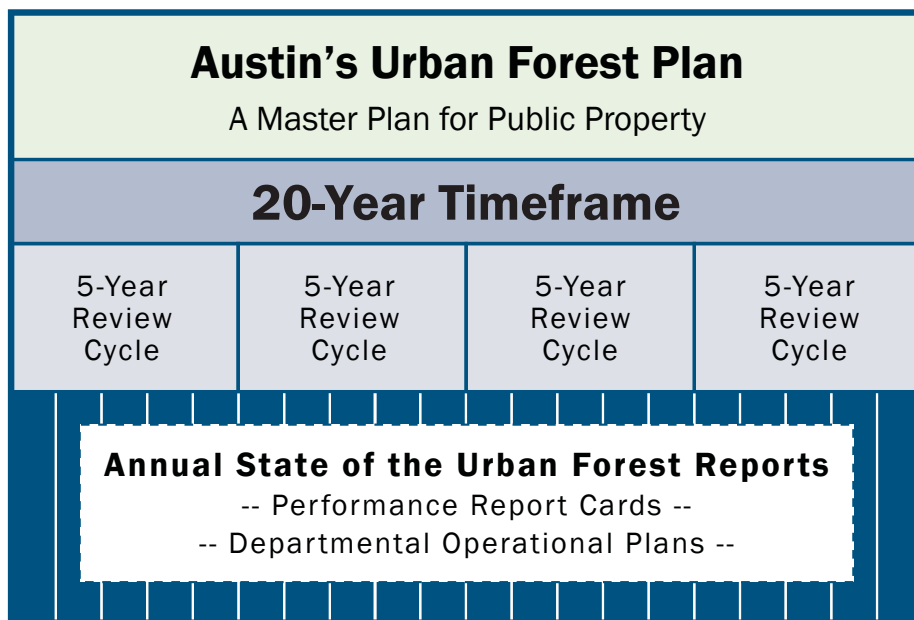 Austin’s Urban Forest Plan
A Master Plan for Public Property
20-Year Timeframe
5-Year
Review
Cycle
5-Year
Review
Cycle
5-Year
Review
Cycle
5-Year
Review
Cycle
Annual State of the Urban Forest Reports
-- Performance Report Cards --
-- Departmental Operational Plans --